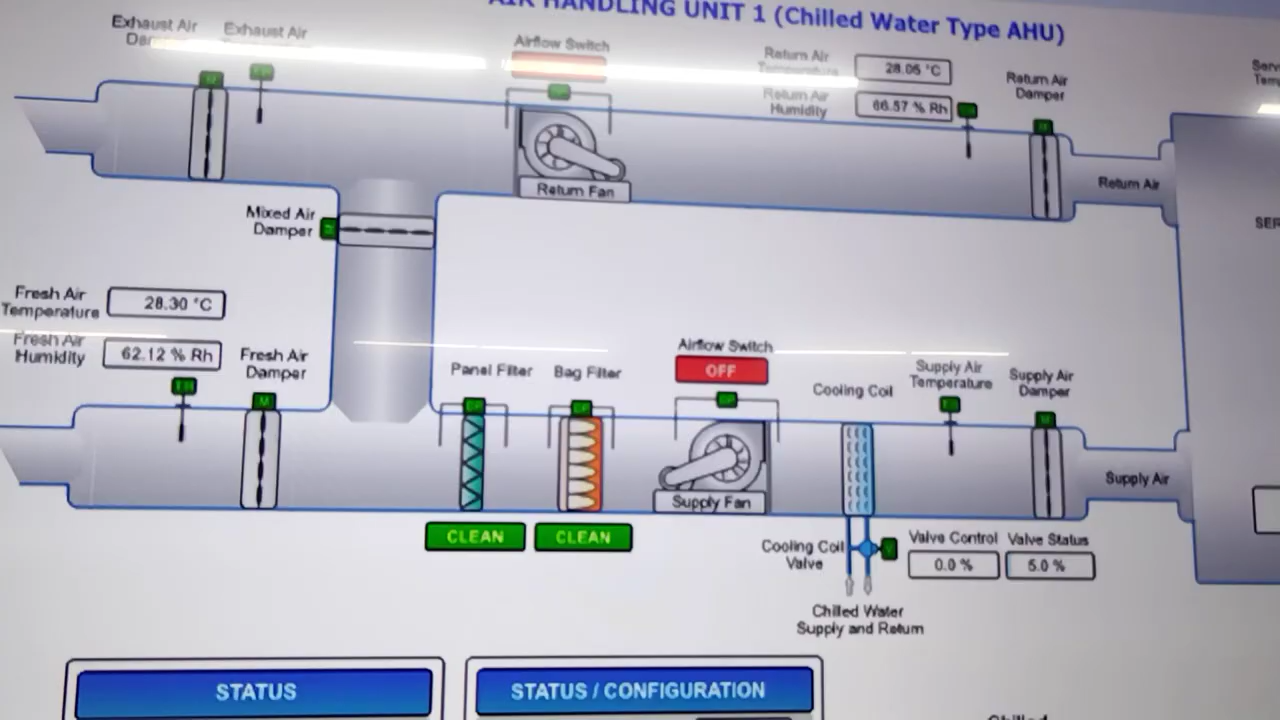 AIR HANDLING UNIT 1 (Chilled Water Type AHU)
Exhaust Air
Exhaust Air
Airflow Switch
Return Air
Temperature
28.05 °C
Return Air
Humidity
66.57 % Rh
Return Air
Damper
M
Return Fan
Return Air
Mixed Air
Damper
Fresh Air
Temperature
28.30 °C
Fresh Air
Humidity
62.12 % Rh
Fresh Air
Damper
M
Panel Filter
Bag Filter
Airflow Switch
OFF
Cooling Coil
Supply Air
Temperature
Supply Air
Damper
Supply Fan
Supply Air
CLEAN
CLEAN
Cooling Coil
Valve
Valve Control
0.0 %
Valve Status
5.0 %
Chilled Water
Supply and Return
STATUS
STATUS / CONFIGURATION